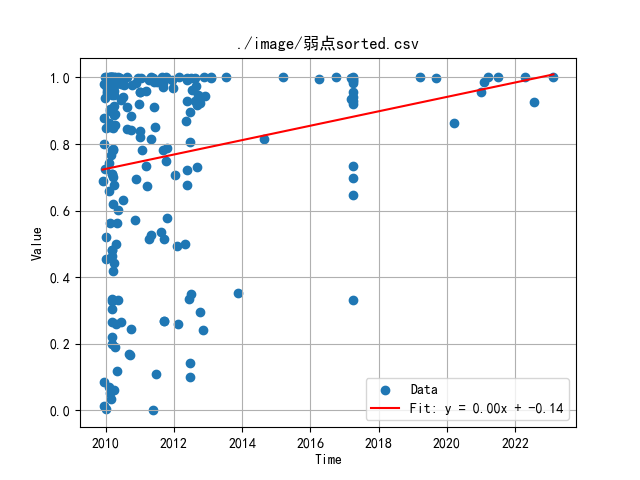 ./image/弱点sorted.csv
1.0
0.8
0.6
0.4
0.2
0.0
Value
Data
Fit: y = 0.00x + -0.14
2010 2012 2014 2016 2018 2020 2022
Time